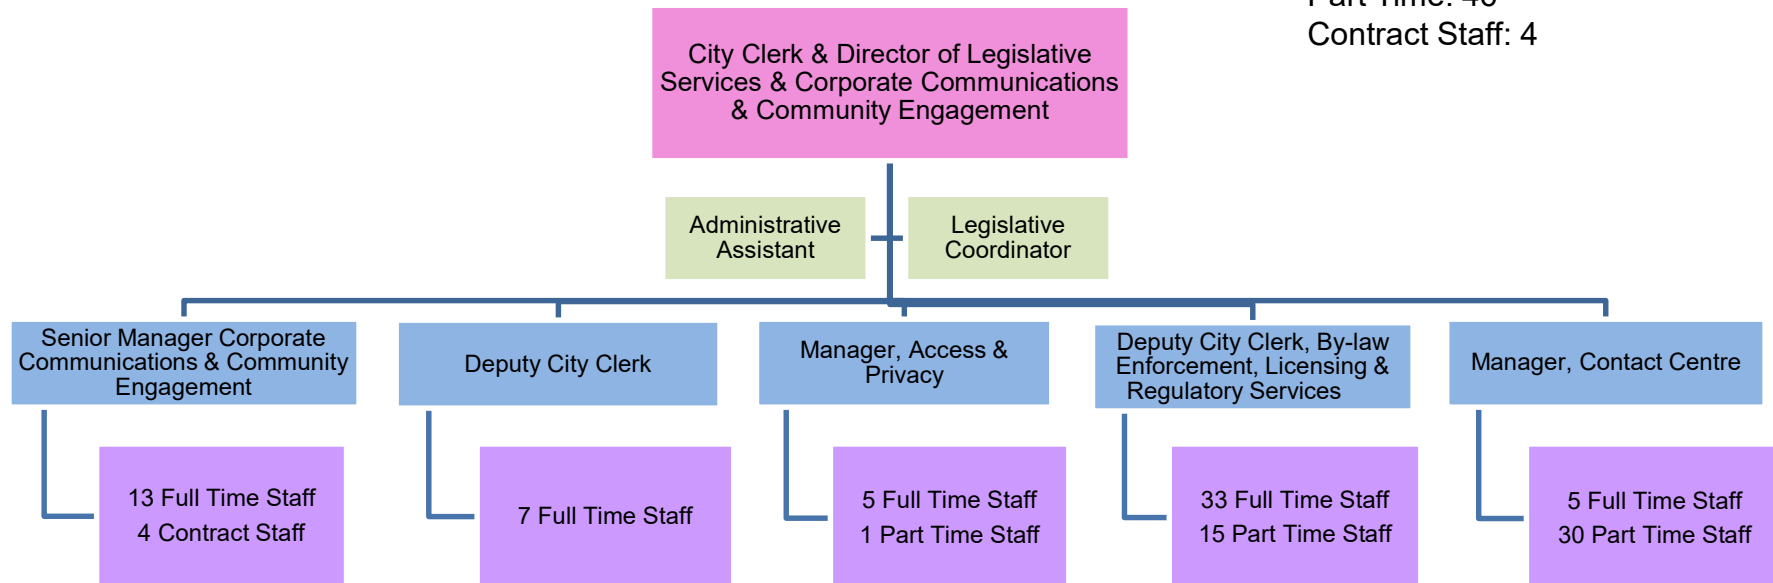 Part Time:
Contract Staff: 4
City Clerk & Director of Legislative
Services & Corporate Communications
& Community Engagement
Administrative
Assistant
Legislative
Coordinator
Senior Manager Corporate
Communications & Community
Engagement
Deputy City Clerk
Manager, Access &
Privacy
Deputy City Clerk, By-law
Enforcement, Licensing &
Regulatory Services
Manager, Contact Centre
13 Full Time Staff
4 Contract Staff
7 Full Time Staff
5 Full Time Staff
1 Part Time Staff
33 Full Time Staff
15 Part Time Staff
5 Full Time Staff
30 Part Time Staff